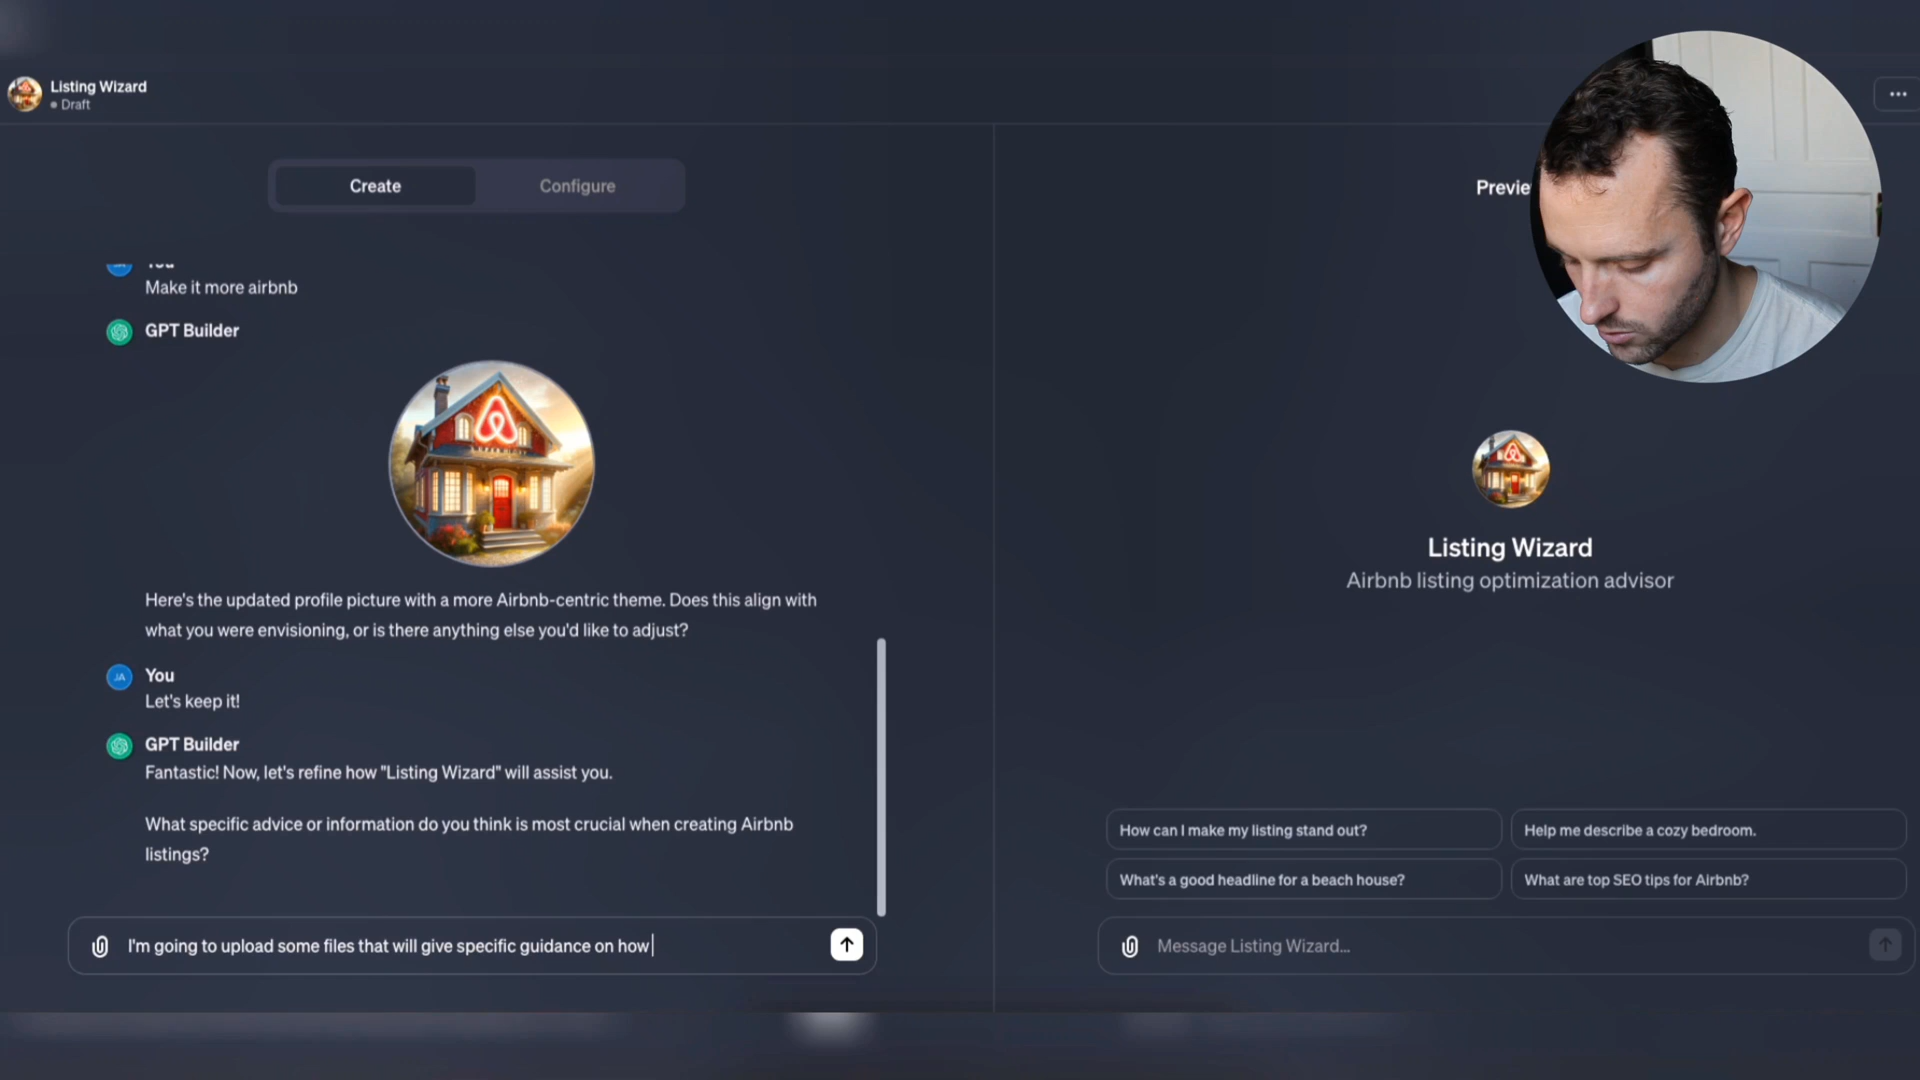 Listing Wizard
Draft
Create
Configure
Make it more airbnb
GPT Builder
Here's the updated profile picture with a more Airbnb-centric theme. Does this align with
what you were envisioning, or is there anything else you'd like to adjust?
JA
You
Let's keep it!
GPT Builder
Fantastic! Now, let's refine how "Listing Wizard" will assist you.
What specific advice or information do you think is most crucial when creating Airbnb
listings?
I'm going to upload some files that will give specific guidance on how
Previe
Listing Wizard
Airbnb listing optimization advisor
How can I make my listing stand out?
Help me describe a cozy bedroom.
What's a good headline for a beach house?
What are top SEO tips for Airbnb?
Message Listing Wizard...